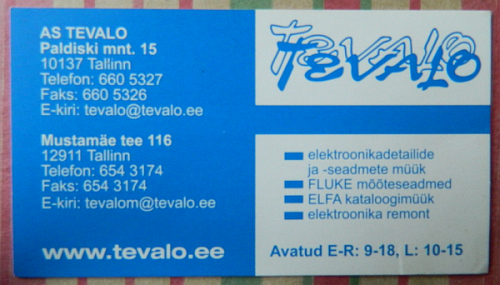 AS TEVALO
Paldiski mnt. 15
10137 Tallinn
Telefon: 660 5327
Faks: 660 5326
E-kiri: tevalo@tevalo.ee
Mustamäe tee 116
12911 Tallinn
Telefon: 654 3174
Faks: 654 3174
E-kiri: tevalom@tevalo.ee
www.tevalo.ee
TEVALO
elektroonikadetailide
ja -seadmete müük
FLUKE mõõteseadmed
ELFA kataloogimüük
elektroonika remont
Avatud E-R: 9-18, L: 10-15